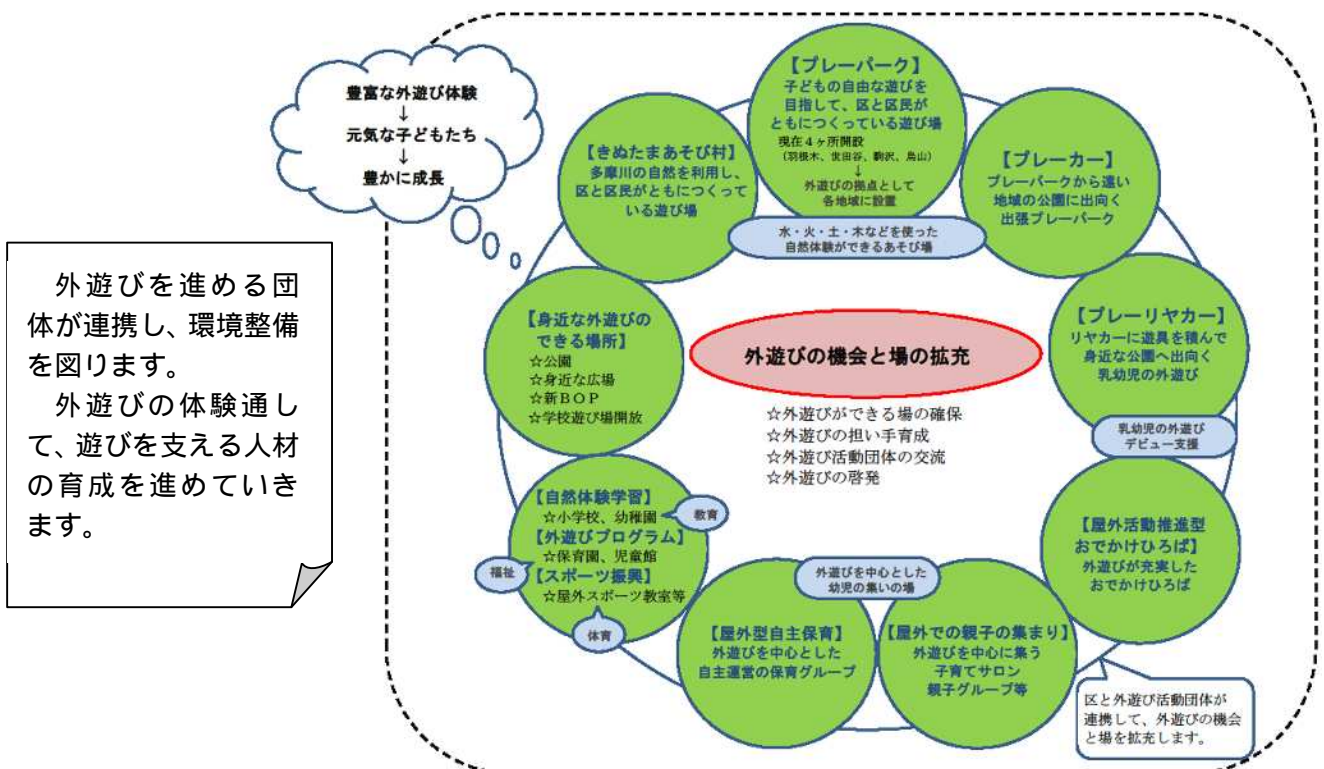 豊富な外遊び体験
↓
元気な子どもたち
↓
豊かに成長
外遊びを進める団
体が連携し、環境整備
を図ります。
外遊びの体験通し
て、遊びを支える人材
の育成を進めていき
ます。
【プレーパーク】
子どもの自由な遊びを
目指して、区と区民が
ともにつくっている遊び場
現在4ヶ所開設
(羽根木、世田谷、駒沢、烏山)
↓
外遊びの拠点として
各地域に設置
【きぬたまあそび村】
多摩川の自然を利用し、
区と区民がともにつくって
いる遊び場
【プレーカー】
プレーパークから遠い
地域の公園に出向く
出張プレーパーク
水・火・土・木などを使った
自然体験ができるあそび場
【身近な外遊びの
できる場所】
☆公園
☆身近な広場
☆新BOP
☆学校遊び場開放
外遊びの機会と場の拡充
☆外遊びができる場の確保
☆外遊びの担い手育成
☆外遊び活動団体の交流
☆外遊びの啓発
【プレーリヤカー】
リヤカーに遊具を積んで
身近な公園へ出向く
乳幼児の外遊び
乳幼児の外遊び
デビュー支援
【自然体験学習】
☆小学校、幼稚園
教育
【外遊びプログラム】
☆保育園、児童館
福祉
【スポーツ振興】
☆屋外スポーツ教室等
体育
外遊びを中心とした
幼児の集いの場
【屋外型自主保育】
外遊びを中心とした
自主運営の保育グループ
【屋外での親子の集まり】
外遊びを中心に集う
子育てサロン
親子グループ等
【屋外活動推進型
おでかけひろば】
外遊びが充実した
おでかけひろば
区と外遊び活動団体が
連携して、外遊びの機会
と場を拡充します。